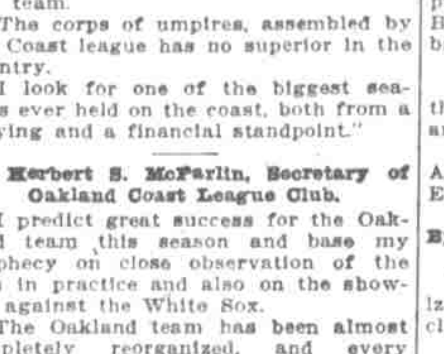 team.
The corps of umpires, assembled by
Coast league has no superior in the
ntry.
I look for one of the biggest sea-
s ever held on the coast, both from a
ying and a financial standpoint."
Herbert S. McFarlin, Secretary of
Oakland Coast League Club.
I predict great success for the Oak-
d team this season and base my
phecy on close observation of the
s in practice and also on the show-
against the White Sox.
The Oakland team has been almost
pletely reorganized, and every